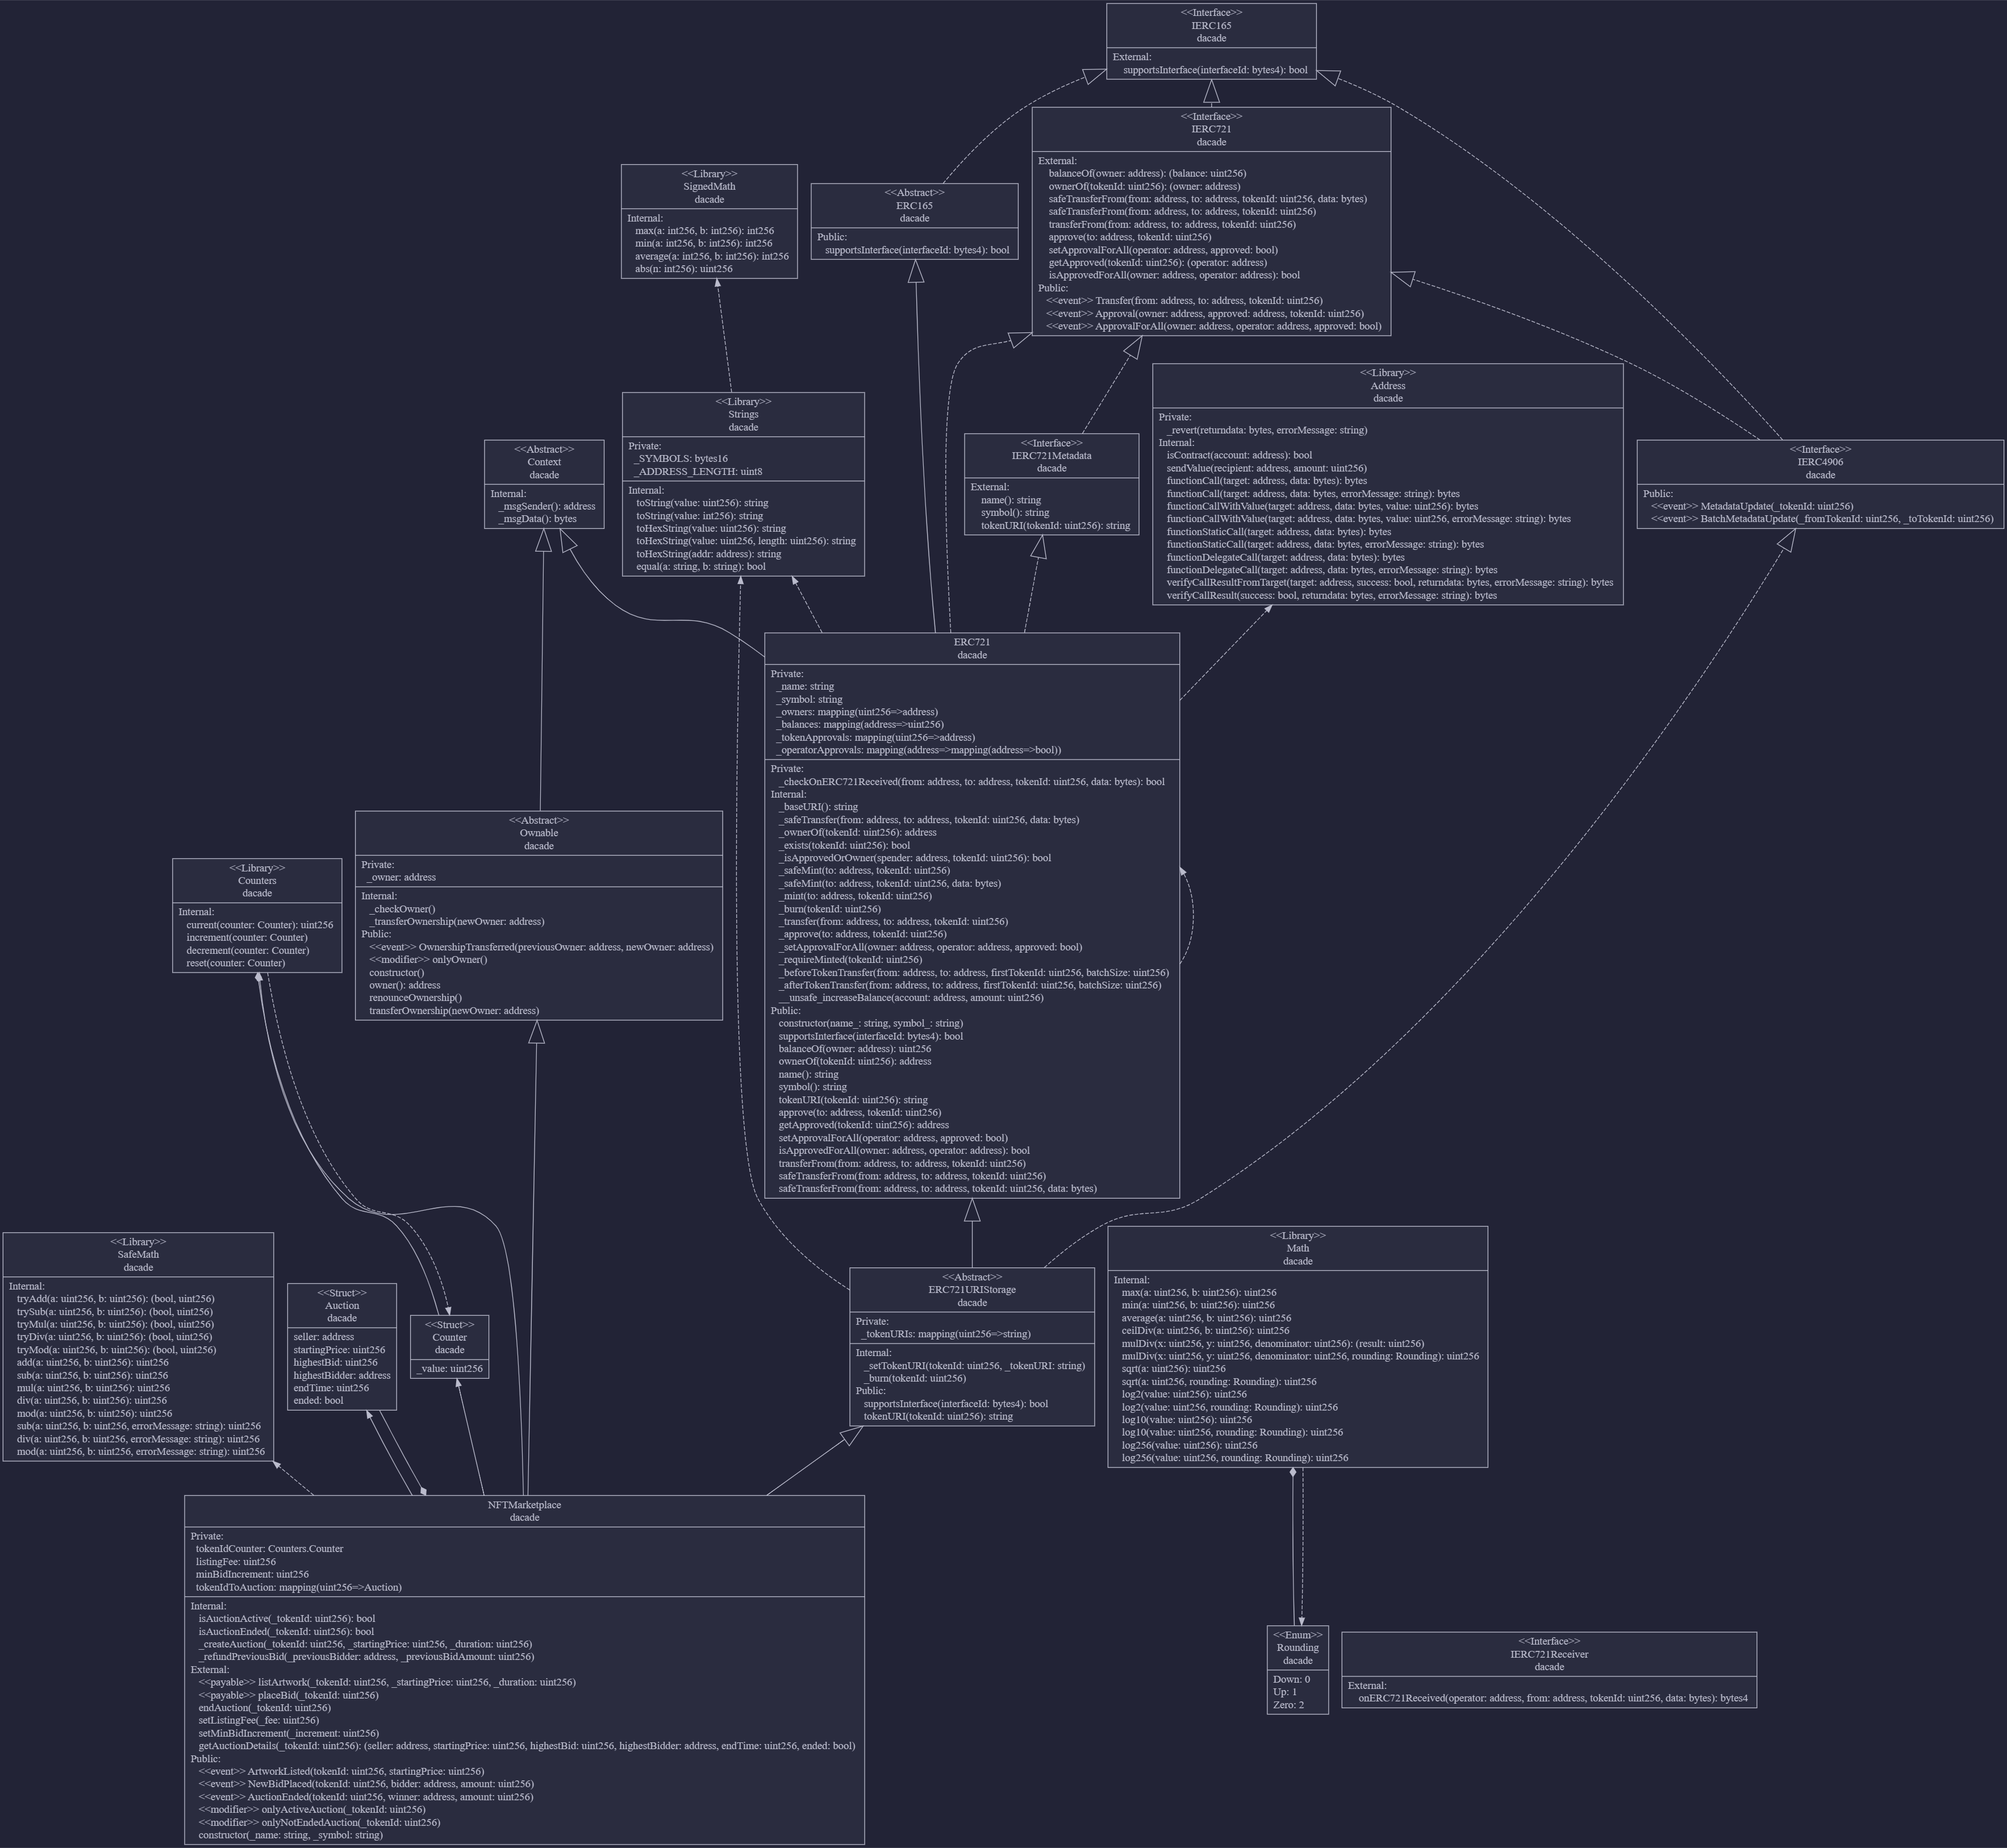 <<Interface>>
IERC165
dacade
External:
supportsInterface(interfaceId: bytes4): bool
<<Interface>>
IERC721
dacade
External:
balanceOf(owner: address): (balance: uint256)
ownerOf(tokenId: uint256): (owner: address)
safeTransferFrom(from: address, to: address, tokenId: uint256, data: bytes)
safeTransferFrom(from: address, to: address, tokenId: uint256)
transferFrom(from: address, to: address, tokenId: uint256)
approve(to: address, tokenId: uint256)
setApprovalForAll(operator: address, approved: bool)
getApproved(tokenId: uint256): (operator: address)
isApprovedForAll(owner: address, operator: address): bool
Public:
<<event>> Transfer(from: address, to: address, tokenId: uint256)
<<event>> Approval(owner: address, approved: address, tokenId: uint256)
<<event>> ApprovalForAll(owner: address, operator: address, approved: bool)
<<Library>>
SignedMath
dacade
Internal:
max(a: int256, b: int256): int256
min(a: int256, b: int256): int256
average(a: int256, b: int256): int256
abs(n: int256): uint256
<<Abstract>>
ERC165
dacade
Public:
supportsInterface(interfaceId: bytes4): bool
<<Library>>
Address
dacade
Private:
_revert(returndata: bytes, errorMessage: string)
Internal:
isContract(account: address): bool
sendValue(recipient: address, amount: uint256)
functionCall(target: address, data: bytes): bytes
functionCall(target: address, data: bytes, errorMessage: string): bytes
functionCallWithValue(target: address, data: bytes, value: uint256): bytes
functionCallWithValue(target: address, data: bytes, value: uint256, errorMessage: string): bytes
functionStaticCall(target: address, data: bytes): bytes
functionStaticCall(target: address, data: bytes, errorMessage: string): bytes
functionDelegateCall(target: address, data: bytes): bytes
functionDelegateCall(target: address, data: bytes, errorMessage: string): bytes
verifyCallResultFromTarget(target: address, success: bool, returndata: bytes, errorMessage: string): bytes
verifyCallResult(success: bool, returndata: bytes, errorMessage: string): bytes
<<Library>>
Strings
dacade
Private:
_SYMBOLS: bytes16
_ADDRESS_LENGTH: uint8
Internal:
toString(value: uint256): string
toString(value: int256): string
toHexString(value: uint256): string
toHexString(value: uint256, length: uint256): string
toHexString(addr: address): string
equal(a: string, b: string): bool
<<Interface>>
IERC721Metadata
dacade
External:
name(): string
symbol(): string
tokenURI(tokenId: uint256): string
<<Abstract>>
Context
dacade
Internal:
_msgSender(): address
_msgData(): bytes
<<Interface>>
IERC4906
dacade
Public:
<<event>> MetadataUpdate(_tokenId: uint256)
<<event>> BatchMetadataUpdate(_fromTokenId: uint256, _toTokenId: uint256)
ERC721
dacade
Private:
_name: string
_symbol: string
_owners: mapping(uint256=>address)
_balances: mapping(address=>uint256)
_tokenApprovals: mapping(uint256=>address)
_operatorApprovals: mapping(address=>mapping(address=>bool))
Private:
_checkOnERC721Received(from: address, to: address, tokenId: uint256, data: bytes): bool
Internal:
_baseURI(): string
_safeTransfer(from: address, to: address, tokenId: uint256, data: bytes)
_ownerOf(tokenId: uint256): address
_exists(tokenId: uint256): bool
_isApprovedOrOwner(spender: address, tokenId: uint256): bool
_safeMint(to: address, tokenId: uint256)
_safeMint(to: address, tokenId: uint256, data: bytes)
_mint(to: address, tokenId: uint256)
_burn(tokenId: uint256)
_transfer(from: address, to: address, tokenId: uint256)
_approve(to: address, tokenId: uint256)
_setApprovalForAll(owner: address, operator: address, approved: bool)
_requireMinted(tokenId: uint256)
_beforeTokenTransfer(from: address, to: address, firstTokenId: uint256, batchSize: uint256)
_afterTokenTransfer(from: address, to: address, firstTokenId: uint256, batchSize: uint256)
__unsafe_increaseBalance(account: address, amount: uint256)
Public:
constructor(name_: string, symbol_: string)
supportsInterface(interfaceId: bytes4): bool
balanceOf(owner: address): uint256
ownerOf(tokenId: uint256): address
name(): string
symbol(): string
tokenURI(tokenId: uint256): string
approve(to: address, tokenId: uint256)
getApproved(tokenId: uint256): address
setApprovalForAll(operator: address, approved: bool)
isApprovedForAll(owner: address, operator: address): bool
transferFrom(from: address, to: address, tokenId: uint256)
safeTransferFrom(from: address, to: address, tokenId: uint256)
safeTransferFrom(from: address, to: address, tokenId: uint256, data: bytes)
<<Abstract>>
Ownable
dacade
Private:
_owner: address
Internal:
_checkOwner()
_transferOwnership(newOwner: address)
Public:
<<event>> OwnershipTransferred(previousOwner: address, newOwner: address)
<<modifier>> onlyOwner()
constructor()
owner(): address
renounceOwnership()
transferOwnership(newOwner: address)
<<Library>>
Counters
dacade
Internal:
current(counter: Counter): uint256
increment(counter: Counter)
decrement(counter: Counter)
reset(counter: Counter)
<<Library>>
SafeMath
dacade
Internal:
tryAdd(a: uint256, b: uint256): (bool, uint256)
trySub(a: uint256, b: uint256): (bool, uint256)
tryMul(a: uint256, b: uint256): (bool, uint256)
tryDiv(a: uint256, b: uint256): (bool, uint256)
tryMod(a: uint256, b: uint256): (bool, uint256)
add(a: uint256, b: uint256): uint256
sub(a: uint256, b: uint256): uint256
mul(a: uint256, b: uint256): uint256
div(a: uint256, b: uint256): uint256
mod(a: uint256, b: uint256): uint256
sub(a: uint256, b: uint256, errorMessage: string): uint256
div(a: uint256, b: uint256, errorMessage: string): uint256
mod(a: uint256, b: uint256, errorMessage: string): uint256
<<Struct>>
Auction
dacade
seller: address
startingPrice: uint256
highestBid: uint256
highestBidder: address
endTime: uint256
ended: bool
<<Struct>>
Counter
dacade
_value: uint256
<<Abstract>>
ERC721URIStorage
dacade
Private:
_tokenURIs: mapping(uint256=>string)
Internal:
_setTokenURI(tokenId: uint256, _tokenURI: string)
_burn(tokenId: uint256)
Public:
supportsInterface(interfaceId: bytes4): bool
tokenURI(tokenId: uint256): string
<<Library>>
Math
dacade
Internal:
max(a: uint256, b: uint256): uint256
min(a: uint256, b: uint256): uint256
average(a: uint256, b: uint256): uint256
ceilDiv(a: uint256, b: uint256): uint256
mulDiv(x: uint256, y: uint256, denominator: uint256): (result: uint256)
mulDiv(x: uint256, y: uint256, denominator: uint256, rounding: Rounding): uint256
sqrt(a: uint256): uint256
sqrt(a: uint256, rounding: Rounding): uint256
log2(value: uint256): uint256
log2(value: uint256, rounding: Rounding): uint256
log10(value: uint256): uint256
log10(value: uint256, rounding: Rounding): uint256
log256(value: uint256): uint256
log256(value: uint256, rounding: Rounding): uint256
NFTMarketplace
dacade
Private:
tokenIdCounter: Counters.Counter
listingFee: uint256
minBidIncrement: uint256
tokenIdToAuction: mapping(uint256=>Auction)
Internal:
isAuctionActive(_tokenId: uint256): bool
isAuctionEnded(_tokenId: uint256): bool
_createAuction(_tokenId: uint256, _startingPrice: uint256, _duration: uint256)
_refundPreviousBid(_previousBidder: address, _previousBidAmount: uint256)
External:
<<payable>> listArtwork(_tokenId: uint256, _startingPrice: uint256, _duration: uint256)
<<payable>> placeBid(_tokenId: uint256)
endAuction(_tokenId: uint256)
setListingFee(_fee: uint256)
setMinBidIncrement(_increment: uint256)
getAuctionDetails(_tokenId: uint256): (seller: address, startingPrice: uint256, highestBid: uint256, highestBidder: address, endTime: uint256, ended: bool)
Public:
<<event>> ArtworkListed(tokenId: uint256, startingPrice: uint256)
<<event>> NewBidPlaced(tokenId: uint256, bidder: address, amount: uint256)
<<event>> AuctionEnded(tokenId: uint256, winner: address, amount: uint256)
<<modifier>> onlyActiveAuction(_tokenId: uint256)
<<modifier>> onlyNotEndedAuction(_tokenId: uint256)
constructor(_name: string, _symbol: string)
<<Enum>>
Rounding
dacade
Down: 0
Up: 1
Zero: 2
<<Interface>>
IERC721Receiver
dacade
External:
onERC721Received(operator: address, from: address, tokenId: uint256, data: bytes): bytes4